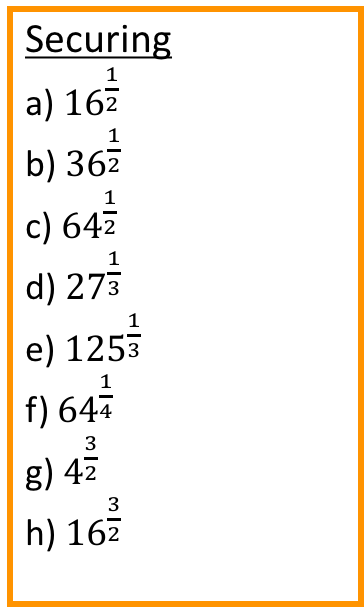 Securing
a) 16^{1/2}
b) 36^{1/2}
c) 64^{1/2}
d) 27^{1/3}
e) 125^{1/3}
f) 64^{1/4}
g) 4^{3/2}
h) 16^{3/2}